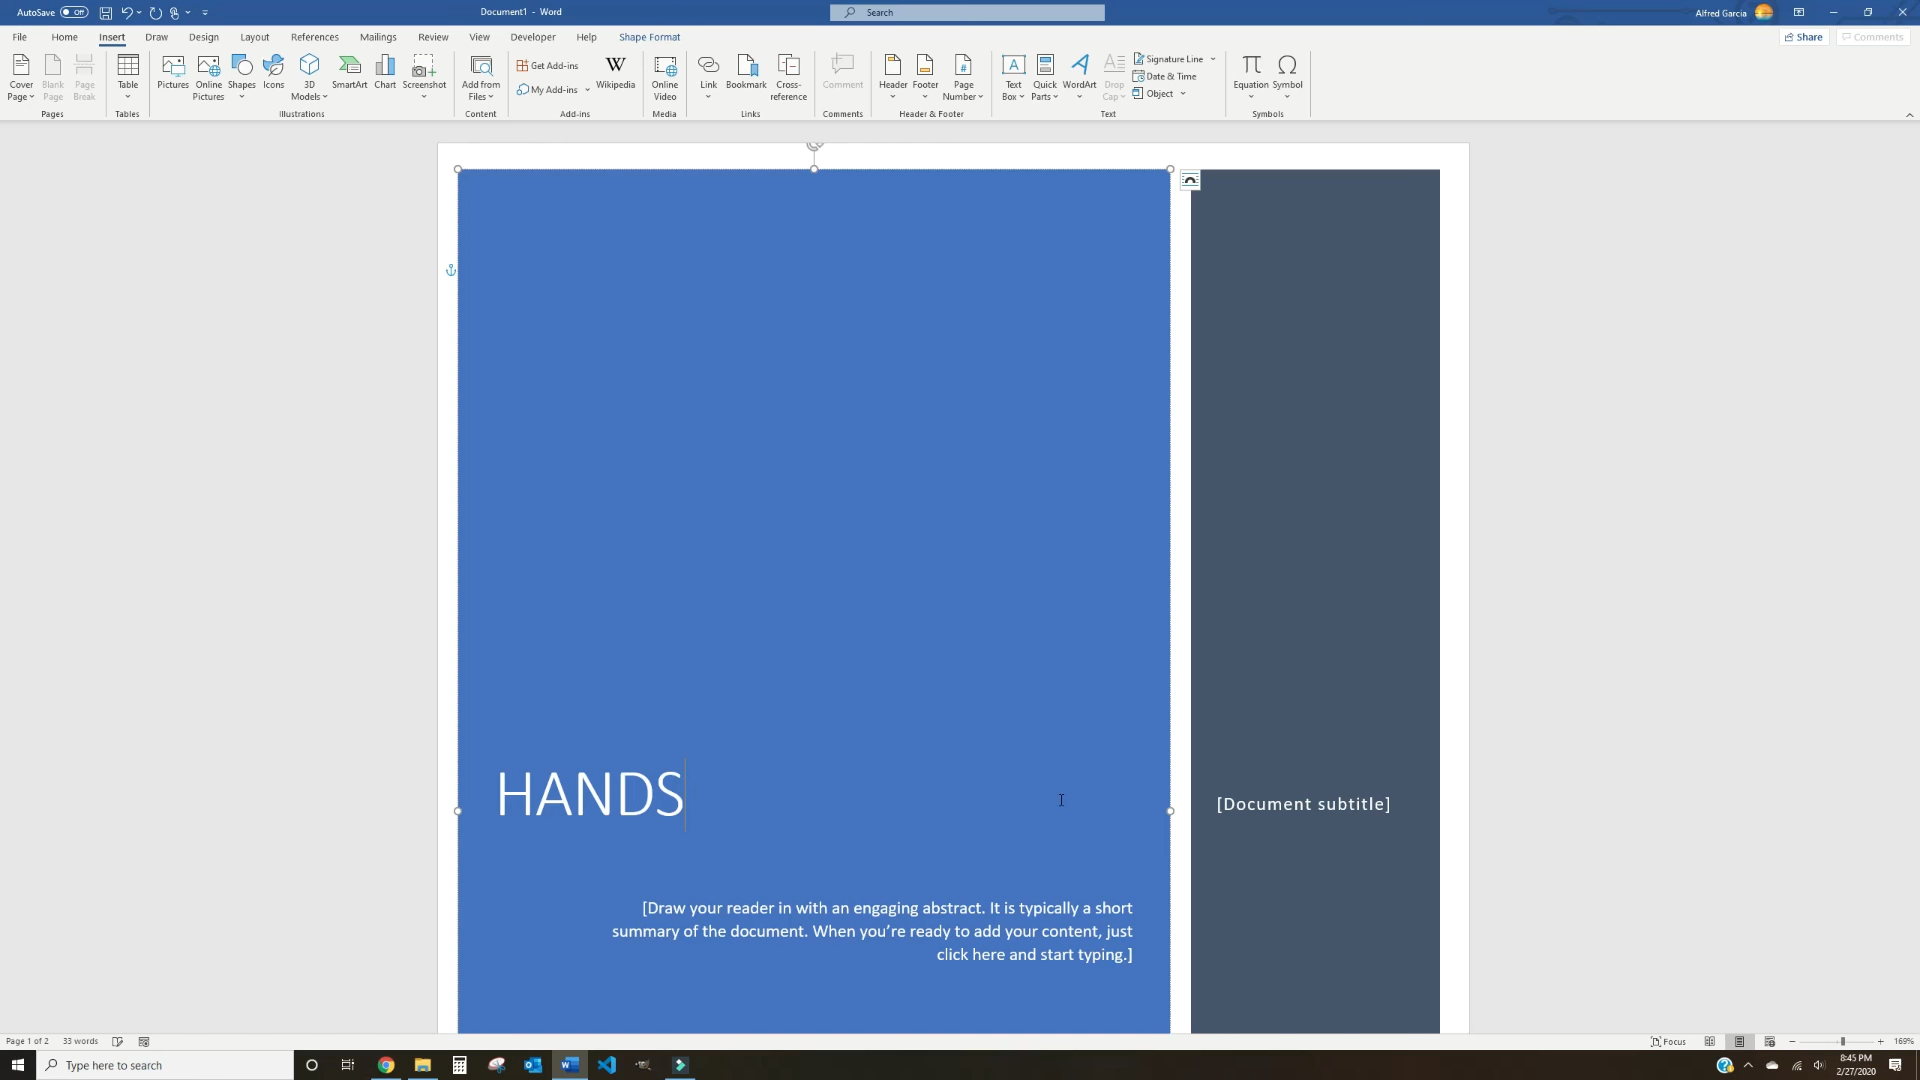 AutoSave Off Document1 - Word Search Alfred Garcia
File Home Insert Draw Design Layout References Mailings Review View Developer Help Shape Format Share Comments
Cover Page Blank Page Page Break Table Pictures Online Pictures Shapes Icons 3D Models SmartArt Chart Screenshot Add from Files Get Add-ins My Add-ins Wikipedia Online Video Link Bookmark Cross-reference Comment Header Footer Page Number Text Box Quick Parts WordArt Drop Cap Signature Line Date & Time Object Equation Symbol
Pages Tables Illustrations Content Add-ins Media Links Comments Header & Footer Text Symbols
HANDS
[Document subtitle]
[Draw your reader in with an engaging abstract. It is typically a short
summary of the document. When you’re ready to add your content, just
click here and start typing.]
Page 1 of 2 33 words Focus 169%
Type here to search 8:45 PM
2/27/2020